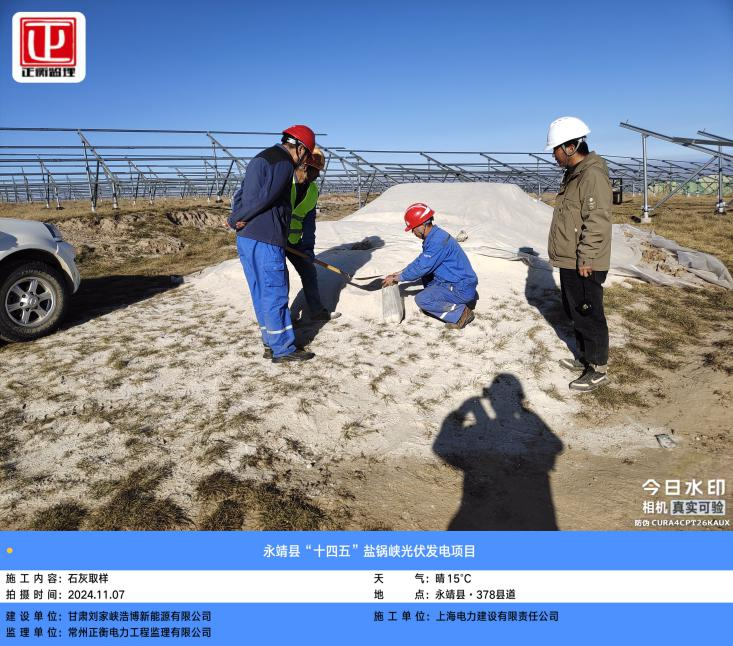 正衡监理
今日水印
相机 真实可验
防伪 CURA4CPT26KAUX
永靖县“十四五”盐锅峡光伏发电项目
施工内容：石灰取样
天　　气：晴15℃
拍摄时间：2024.11.07
地　　点：永靖县·378县道
建设单位：甘肃刘家峡浩博新能源有限公司
施工单位：上海电力建设有限责任公司
监理单位：常州正衡电力工程监理有限公司